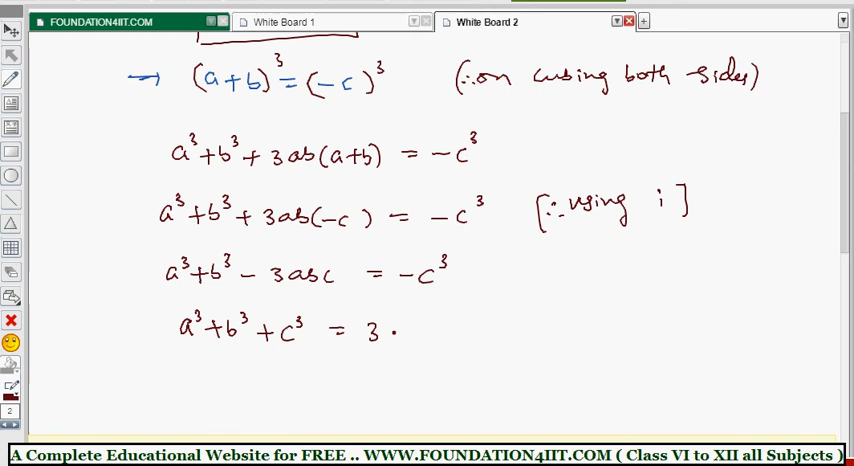 FOUNDATION4IIT.COM White Board 1 White Board 2
→ (a+b)³ = (-c)³ (∵on cubing both sides)
a³+b³+3ab(a+b) = -c³
a³+b³+3ab(-c) = -c³ [∵using i]
a³+b³-3abc = -c³
a³+b³+c³ = 3
2
A Complete Educational Website for FREE .. WWW.FOUNDATION4IIT.COM ( Class VI to XII all Subjects )